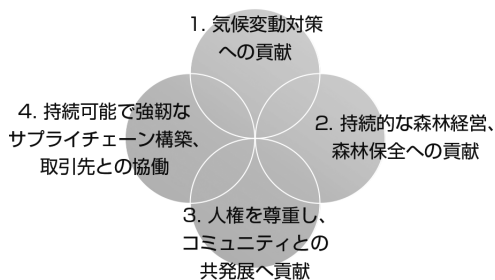 1. 気候変動対策
への貢献
2. 持続的な森林経営、
森林保全への貢献
3. 人権を尊重し、
コミュニティとの
共発展へ貢献
4. 持続可能で強靭な
サプライチェーン構築、
取引先との協働